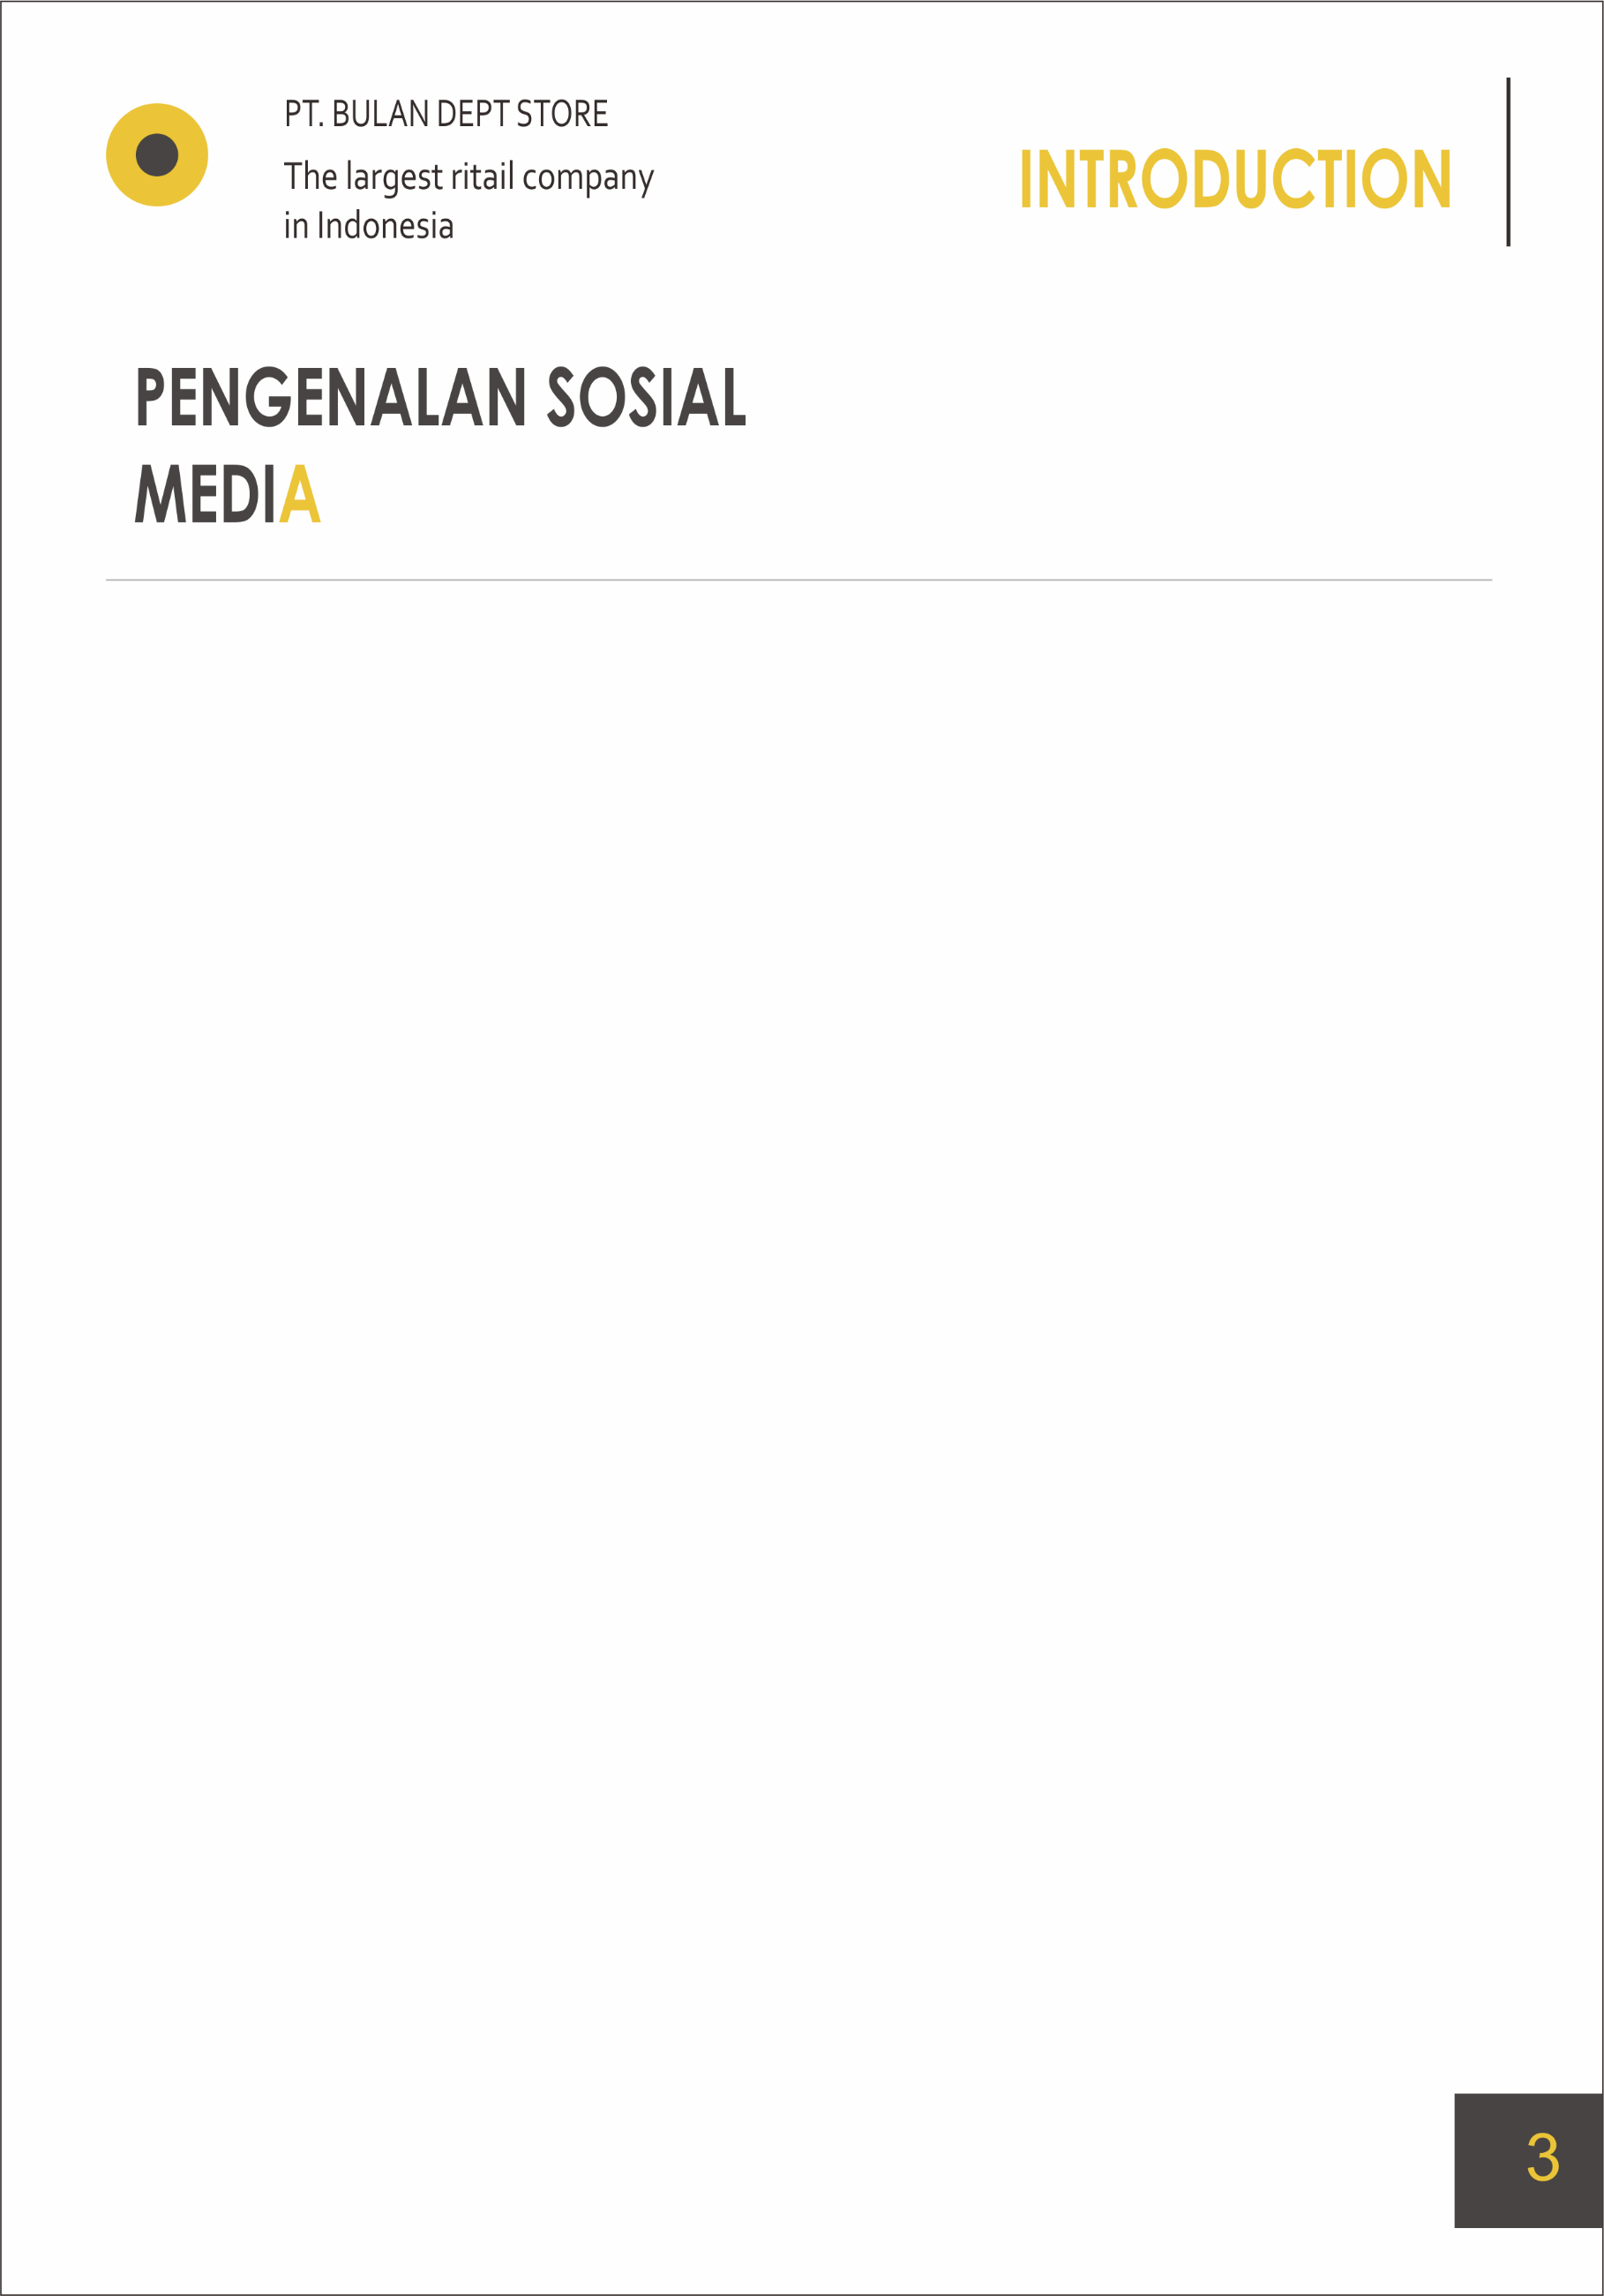 PT. BULAN DEPT STORE
The largest ritail company
in Indonesia
INTRODUCTION
PENGENALAN SOSIAL
MEDIA
3